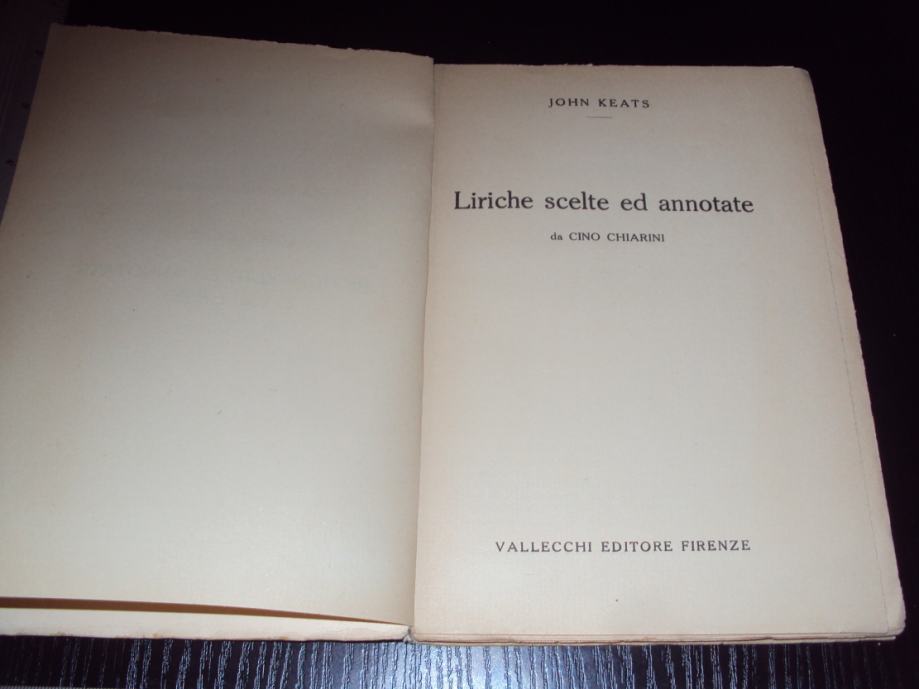 JOHN KEATS
Liriche scelte ed annotate
da CINO CHIARINI
VALLECCHI EDITORE FIRENZE